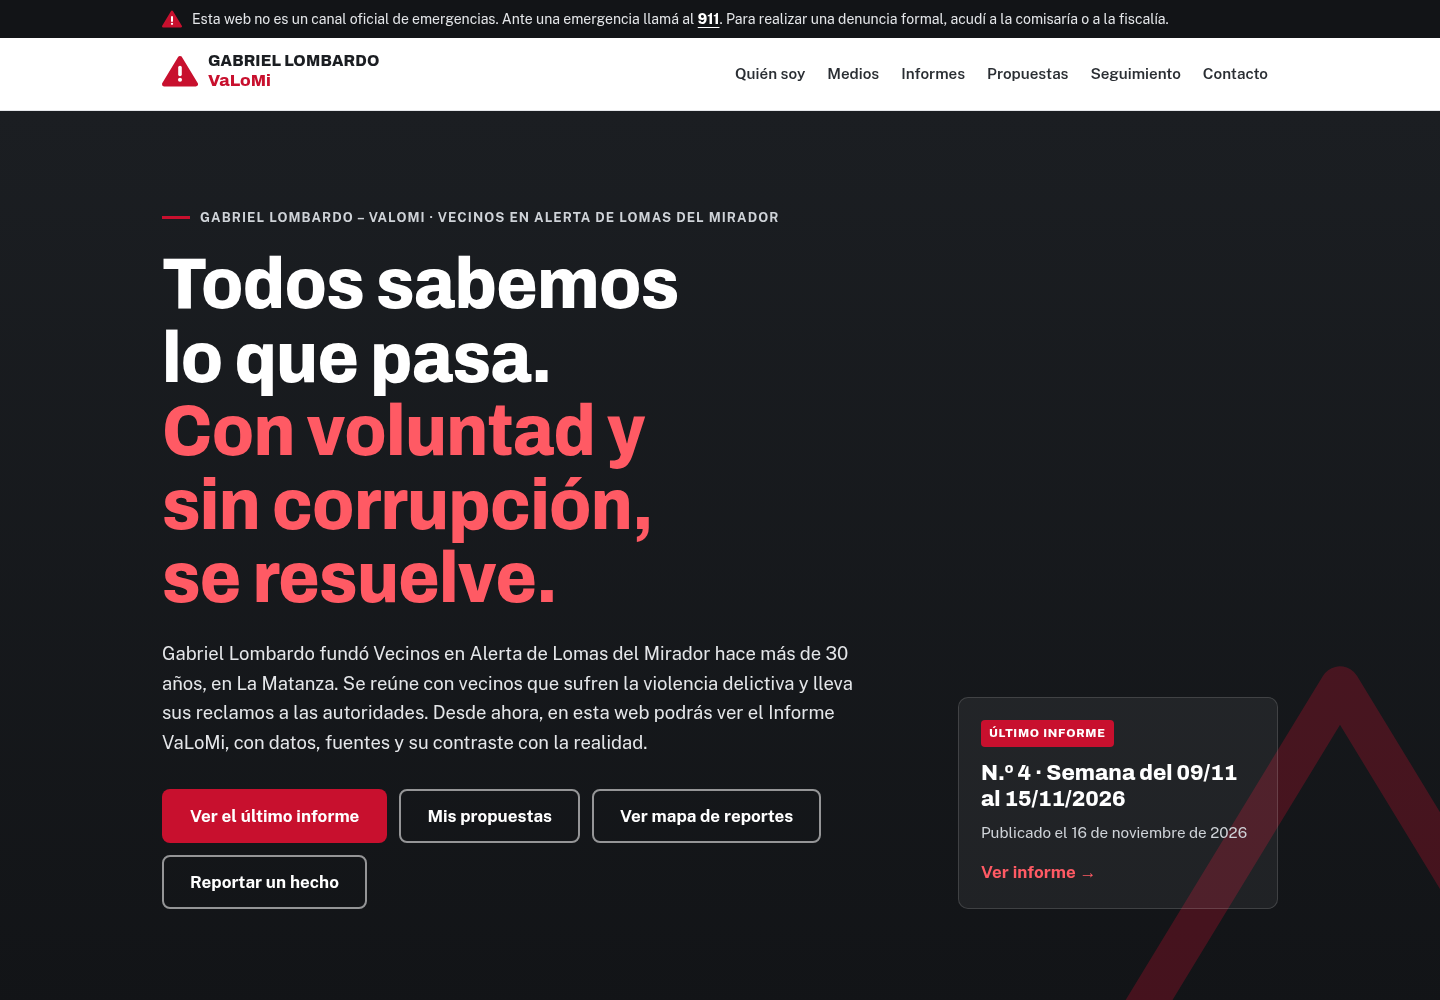 Esta web no es un canal oficial de emergencias. Ante una emergencia llamá al 911. Para realizar una denuncia formal, acudí a la comisaría o a la fiscalía.
GABRIEL LOMBARDO
VaLoMi
Quién soy Medios Informes Propuestas Seguimiento Contacto
GABRIEL LOMBARDO – VALOMI · VECINOS EN ALERTA DE LOMAS DEL MIRADOR
Todos sabemos
lo que pasa.
Con voluntad y
sin corrupción,
se resuelve.
Gabriel Lombardo fundó Vecinos en Alerta de Lomas del Mirador hace más de 30
años, en La Matanza. Se reúne con vecinos que sufren la violencia delictiva y lleva
sus reclamos a las autoridades. Desde ahora, en esta web podrás ver el Informe
VaLoMi, con datos, fuentes y su contraste con la realidad.
Ver el último informe
Mis propuestas
Ver mapa de reportes
Reportar un hecho
ÚLTIMO INFORME
N.º 4 · Semana del 09/11
al 15/11/2026
Publicado el 16 de noviembre de 2026
Ver informe →